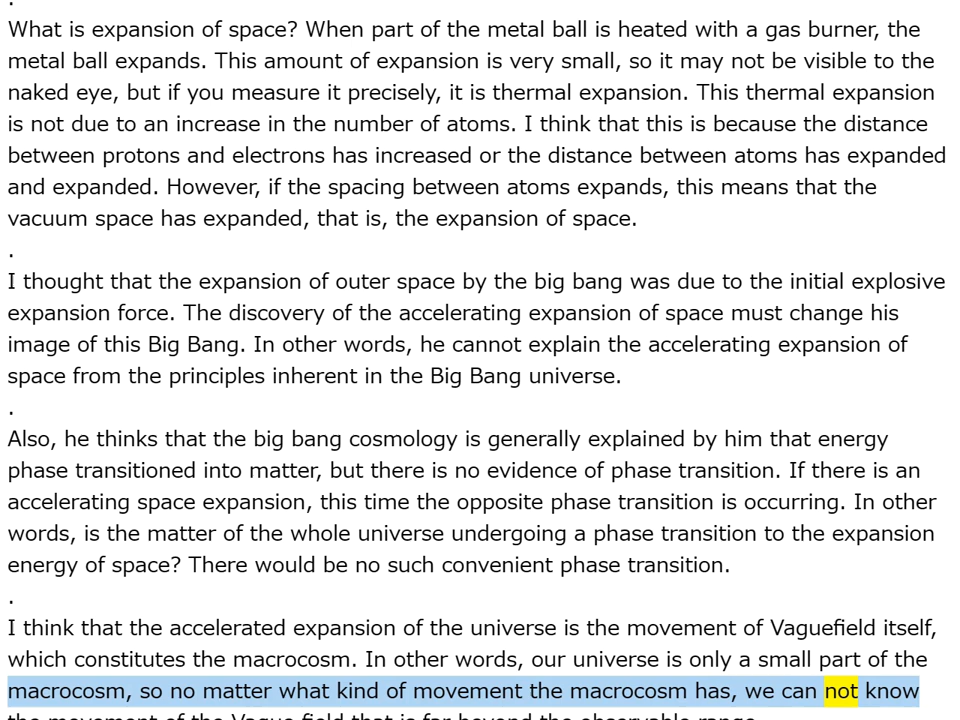 .
What is expansion of space? When part of the metal ball is heated with a gas burner, the
metal ball expands. This amount of expansion is very small, so it may not be visible to the
naked eye, but if you measure it precisely, it is thermal expansion. This thermal expansion
is not due to an increase in the number of atoms. I think that this is because the distance
between protons and electrons has increased or the distance between atoms has expanded
and expanded. However, if the spacing between atoms expands, this means that the
vacuum space has expanded, that is, the expansion of space.
.
I thought that the expansion of outer space by the big bang was due to the initial explosive
expansion force. The discovery of the accelerating expansion of space must change his
image of this Big Bang. In other words, he cannot explain the accelerating expansion of
space from the principles inherent in the Big Bang universe.
.
Also, he thinks that the big bang cosmology is generally explained by him that energy
phase transitioned into matter, but there is no evidence of phase transition. If there is an
accelerating space expansion, this time the opposite phase transition is occurring. In other
words, is the matter of the whole universe undergoing a phase transition to the expansion
energy of space? There would be no such convenient phase transition.
.
I think that the accelerated expansion of the universe is the movement of Vaguefield itself,
which constitutes the macrocosm. In other words, our universe is only a small part of the
macrocosm, so no matter what kind of movement the macrocosm has, we can not know
the movement of the Vague field that is far beyond the observable range.